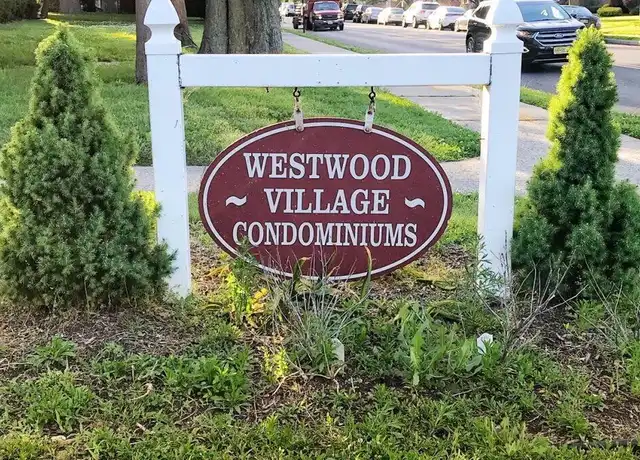 WESTWOOD
~ VILLAGE ~
CONDOMINIUMS